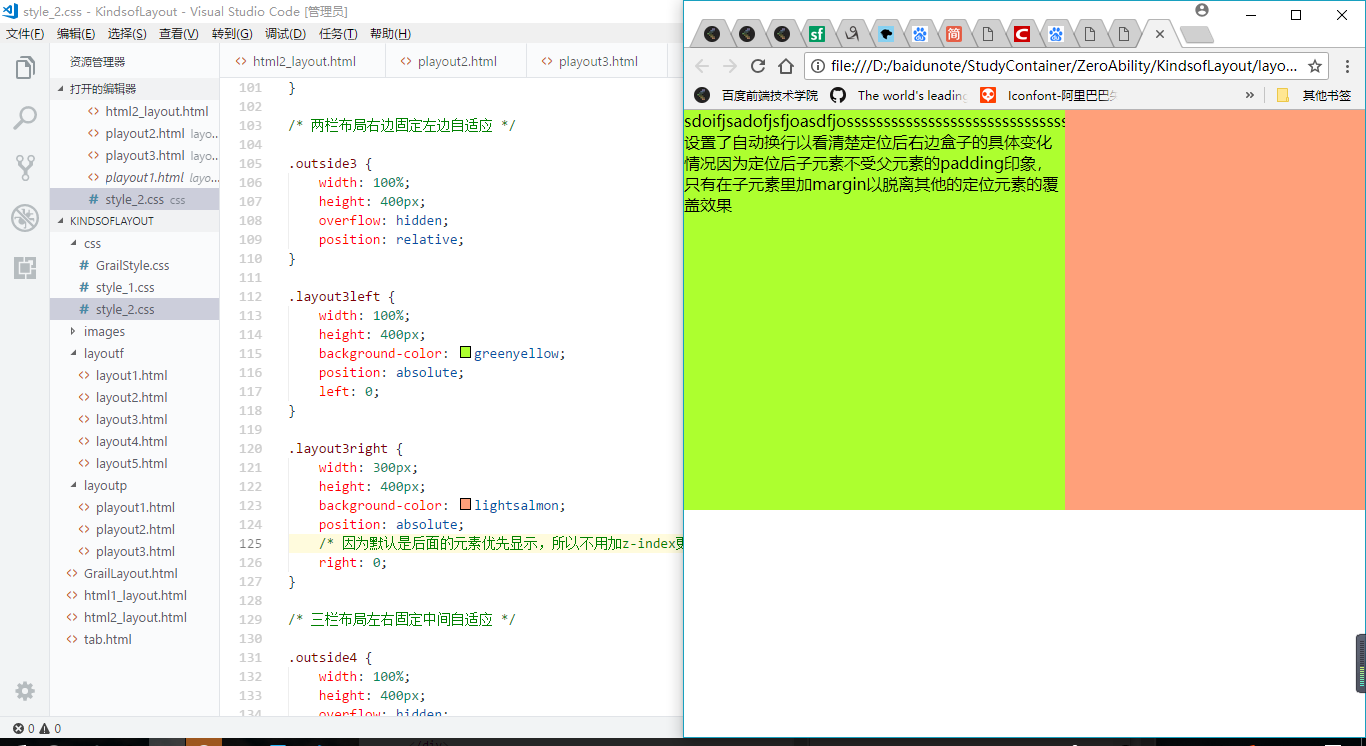 style_2.css - KindsofLayout - Visual Studio Code [管理员]
文件(F) 编辑(E) 选择(S) 查看(V) 转到(G) 调试(D) 任务(T) 帮助(H)
资源管理器
打开的编辑器
html2_layout.html
playout2.html layo...
playout3.html layo...
playout1.html layo...
# style_2.css css
KINDSOFLAYOUT
css
# GrailStyle.css
# style_1.css
# style_2.css
images
layoutf
layout1.html
layout2.html
layout3.html
layout4.html
layout5.html
layoutp
playout1.html
playout2.html
playout3.html
GrailLayout.html
html1_layout.html
html2_layout.html
tab.html
0 0
html2_layout.html playout2.html playout3.html
101 }
102
103 /* 两栏布局右边固定左边自适应 */
104
105 .outside3 {
106 width: 100%;
107 height: 400px;
108 overflow: hidden;
109 position: relative;
110 }
111
112 .layout3left {
113 width: 100%;
114 height: 400px;
115 background-color: greenyellow;
116 position: absolute;
117 left: 0;
118 }
119
120 .layout3right {
121 width: 300px;
122 height: 400px;
123 background-color: lightsalmon;
124 position: absolute;
125 /* 因为默认是后面的元素优先显示，所以不用加z-index更
126 right: 0;
127 }
128
129 /* 三栏布局左右固定中间自适应 */
130
131 .outside4 {
132 width: 100%;
133 height: 400px;
134 overflow: hidden;
sf 简 C
file:///D:/baidunote/StudyContainer/ZeroAbility/KindsofLayout/layo...
百度前端技术学院 The world's leading Iconfont-阿里巴巴 » 其他书签
sdoifjsadofjsfjoasdfjosssssssssssssssssssssssssssssss
设置了自动换行以看清楚定位后右边盒子的具体变化
情况因为定位后子元素不受父元素的padding印象，
只有在子元素里加margin以脱离其他的定位元素的覆
盖效果